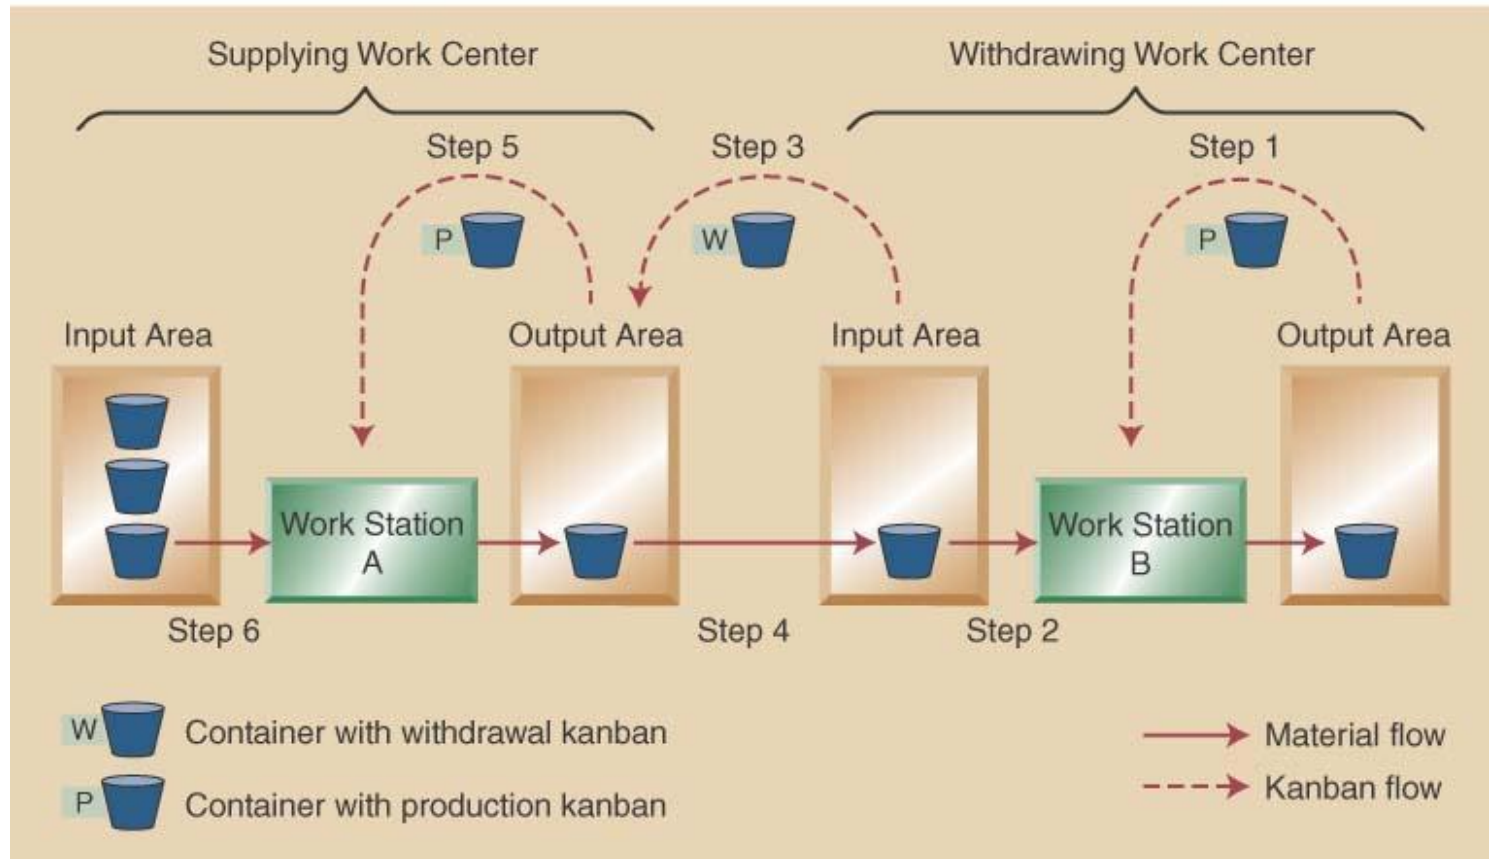 Supplying Work Center
Withdrawing Work Center
Step 5
Step 3
Step 1
P
W
P
Input Area
Output Area
Input Area
Output Area
Work Station
A
Work Station
B
Step 6
Step 4
Step 2
W
Container with withdrawal kanban
Material flow
P
Container with production kanban
Kanban flow